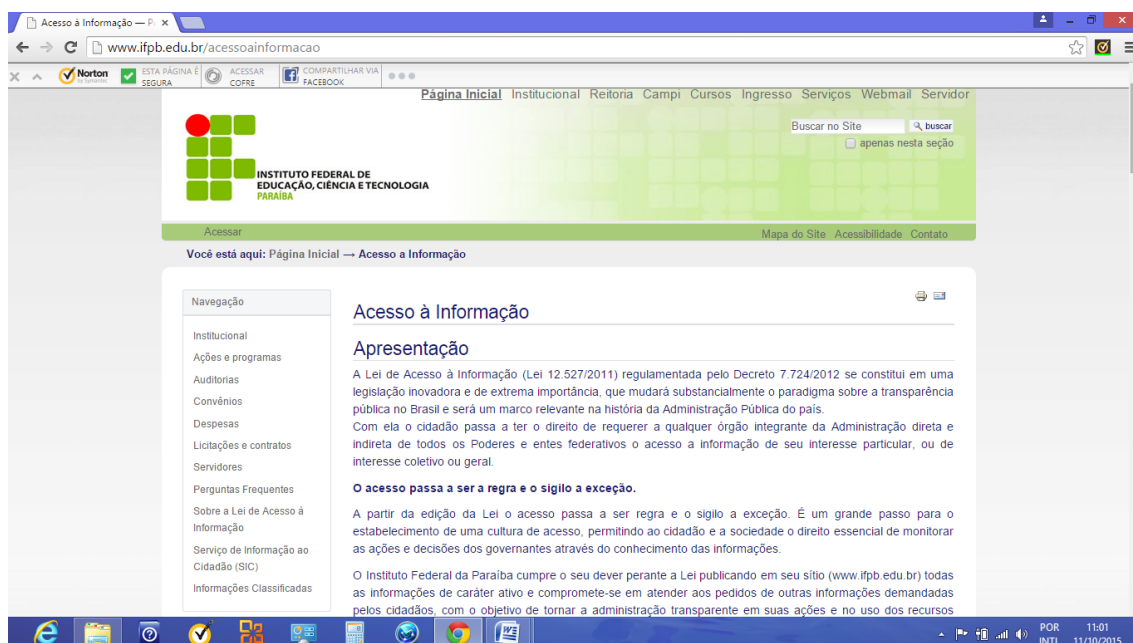 Acesso à Informação — P
www.ifpb.edu.br/acessoainformacao
Norton
by Symantec
ESTA PÁGINA É
SEGURA
ACESSAR
COFRE
COMPARTILHAR VIA
FACEBOOK
Página Inicial Institucional Reitoria Campi Cursos Ingresso Serviços Webmail Servidor
Buscar no Site buscar
apenas nesta seção
INSTITUTO FEDERAL DE
EDUCAÇÃO, CIÊNCIA E TECNOLOGIA
PARAÍBA
Acessar Mapa do Site Acessibilidade Contato
Você está aqui: Página Inicial → Acesso a Informação
Navegação
Institucional
Ações e programas
Auditorias
Convênios
Despesas
Licitações e contratos
Servidores
Perguntas Frequentes
Sobre a Lei de Acesso à
Informação
Serviço de Informação ao
Cidadão (SIC)
Informações Classificadas
Acesso à Informação
Apresentação
A Lei de Acesso à Informação (Lei 12.527/2011) regulamentada pelo Decreto 7.724/2012 se constitui em uma
legislação inovadora e de extrema importância, que mudará substancialmente o paradigma sobre a transparência
pública no Brasil e será um marco relevante na história da Administração Pública do país.
Com ela o cidadão passa a ter o direito de requerer a qualquer órgão integrante da Administração direta e
indireta de todos os Poderes e entes federativos o acesso a informação de seu interesse particular, ou de
interesse coletivo ou geral.
O acesso passa a ser a regra e o sigilo a exceção.
A partir da edição da Lei o acesso passa a ser regra e o sigilo a exceção. É um grande passo para o
estabelecimento de uma cultura de acesso, permitindo ao cidadão e a sociedade o direito essencial de monitorar
as ações e decisões dos governantes através do conhecimento das informações.
O Instituto Federal da Paraíba cumpre o seu dever perante a Lei publicando em seu sítio (www.ifpb.edu.br) todas
as informações de caráter ativo e compromete-se em atender aos pedidos de outras informações demandadas
pelos cidadãos, com o objetivo de tornar a administração transparente em suas ações e no uso dos recursos
POR 11:01
INTL 11/10/2015